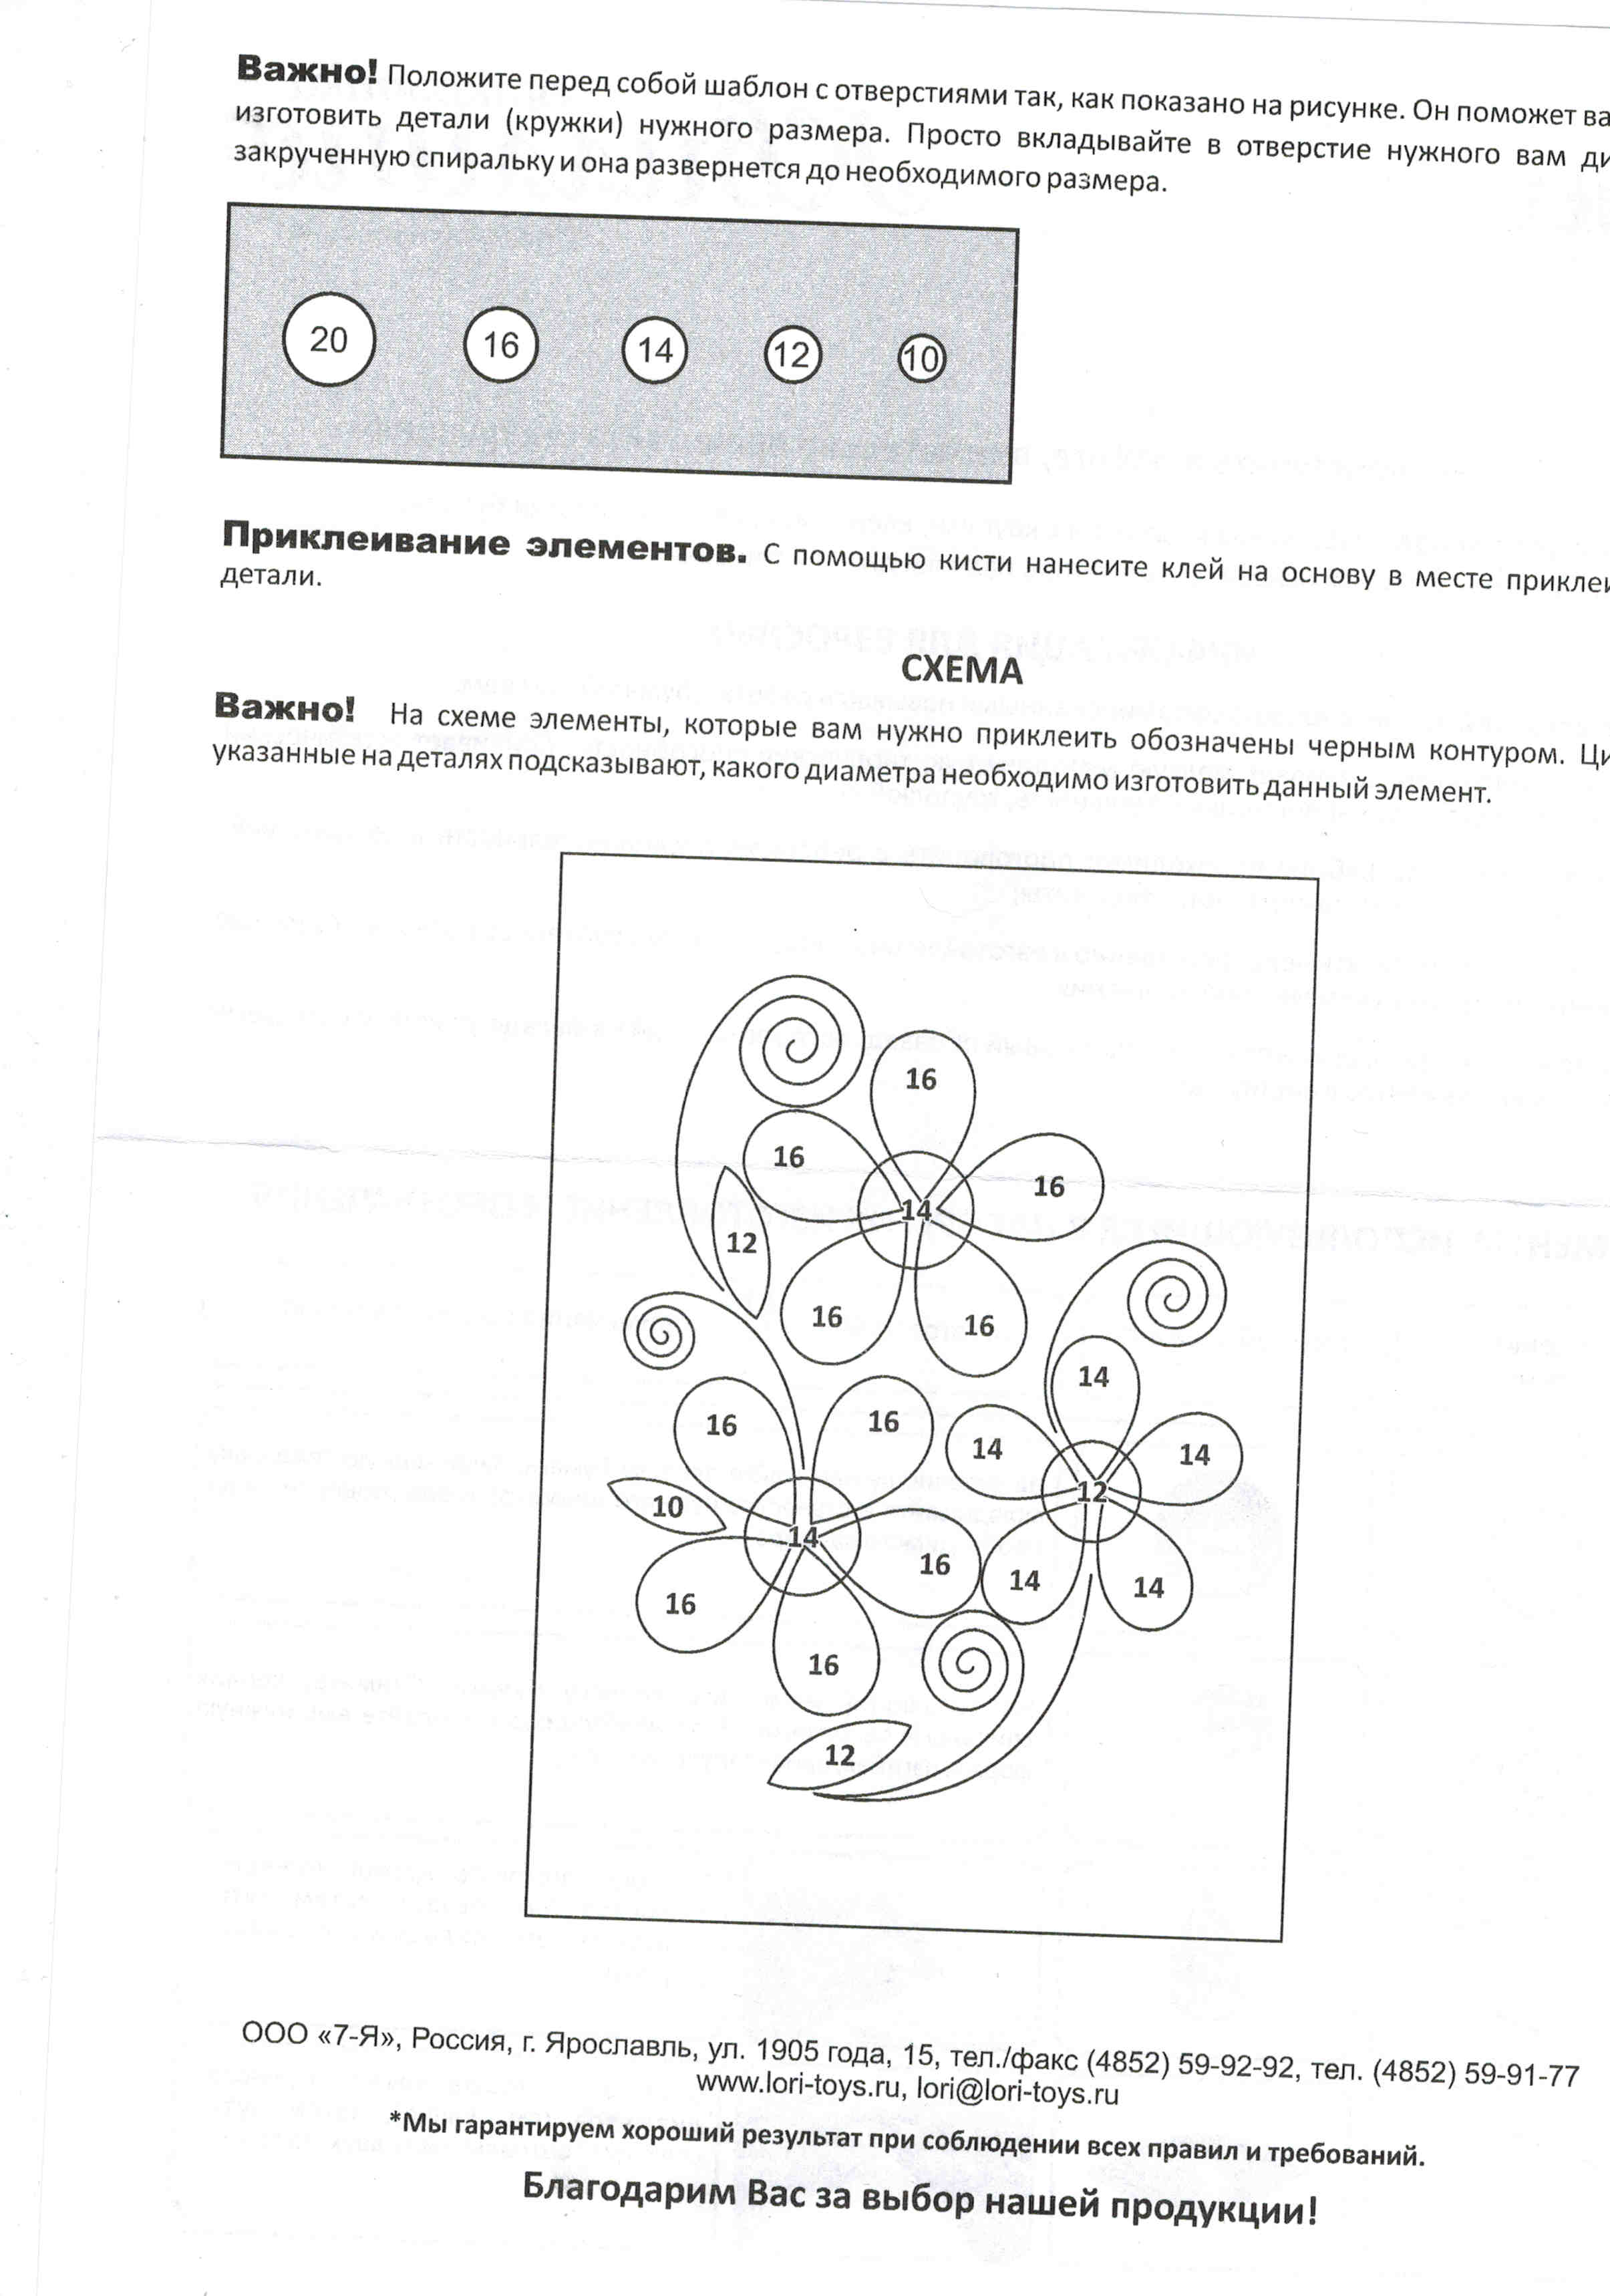 Важно! Положите перед собой шаблон с отверстиями так, как показано на рисунке. Он поможет ва
изготовить детали (кружки) нужного размера. Просто вкладывайте в отверстие нужного вам ди
закрученную спиральку и она развернется до необходимого размера.
20 16 14 12 10
Приклеивание элементов. С помощью кисти нанесите клей на основу в месте приклеи
детали.
СХЕМА
Важно! На схеме элементы, которые вам нужно приклеить обозначены черным контуром. Ци
указанные на деталях подсказывают, какого диаметра необходимо изготовить данный элемент.
16
16
16
14
12
16
16
14
16
16
14
14
10
12
14
16
14
14
16
16
12
ООО «7-Я», Россия, г. Ярославль, ул. 1905 года, 15, тел./факс (4852) 59-92-92, тел. (4852) 59-91-77
www.lori-toys.ru, lori@lori-toys.ru
*Мы гарантируем хороший результат при соблюдении всех правил и требований.
Благодарим Вас за выбор нашей продукции!